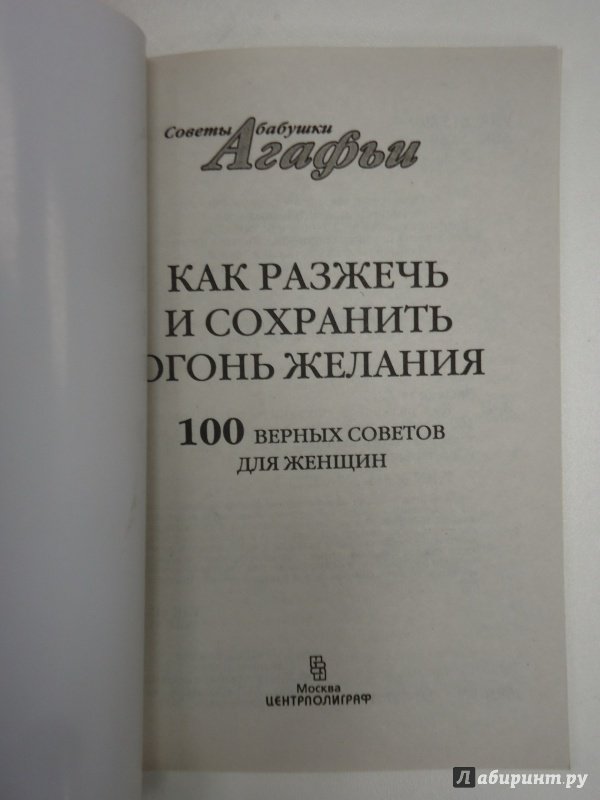 Советы бабушки
Агафьи
КАК РАЗЖЕЧЬ
И СОХРАНИТЬ
ОГОНЬ ЖЕЛАНИЯ
100 ВЕРНЫХ СОВЕТОВ
ДЛЯ ЖЕНЩИН
Москва
ЦЕНТРПОЛИГРАФ
Лабиринт.ру